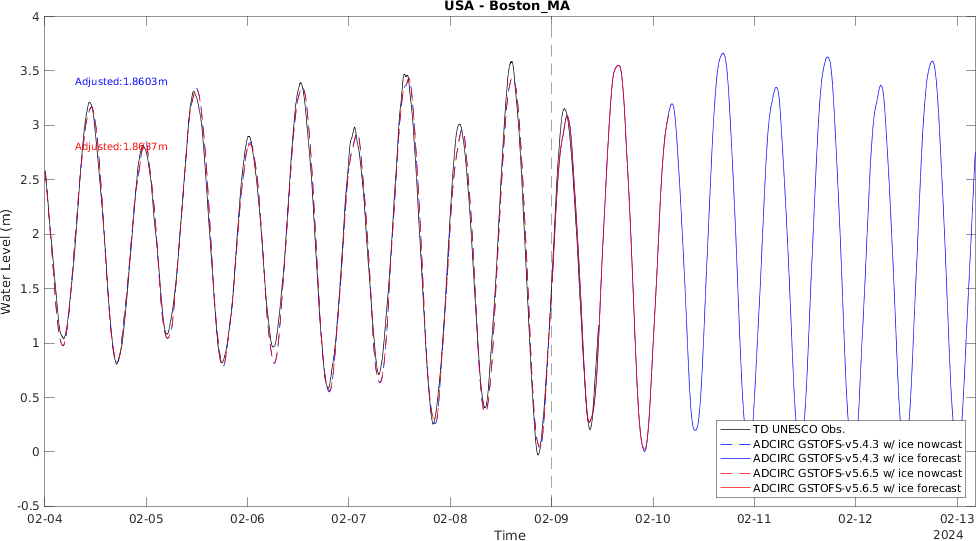 USA - Boston_MA
4
3.5
3
2.5
2
1.5
1
0.5
0
-0.5
Water Level (m)
Adjusted:1.8603m
Adjusted:1.8637m
TD UNESCO Obs.
ADCIRC GSTOFS-v5.4.3 w/ ice nowcast
ADCIRC GSTOFS-v5.4.3 w/ ice forecast
ADCIRC GSTOFS-v5.6.5 w/ ice nowcast
ADCIRC GSTOFS-v5.6.5 w/ ice forecast
02-04 02-05 02-06 02-07 02-08 02-09 02-10 02-11 02-12 02-13
Time
2024